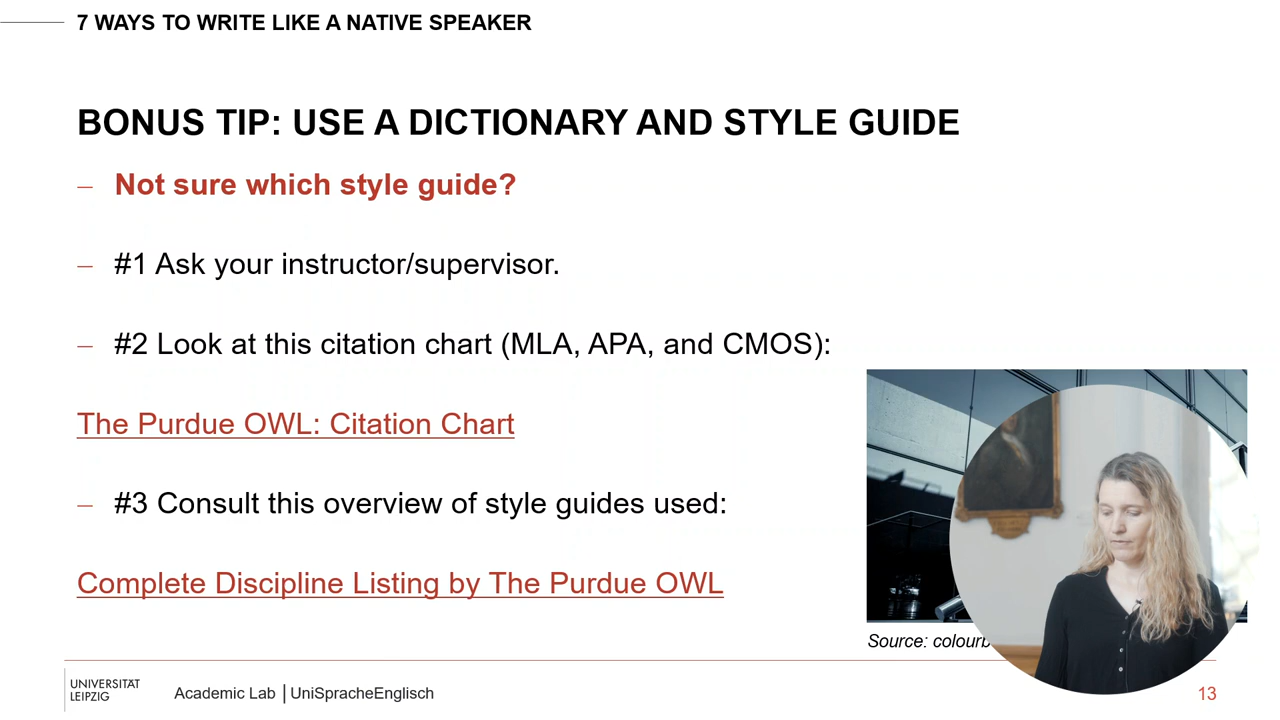 7 WAYS TO WRITE LIKE A NATIVE SPEAKER
BONUS TIP: USE A DICTIONARY AND STYLE GUIDE
– Not sure which style guide?
– #1 Ask your instructor/supervisor.
– #2 Look at this citation chart (MLA, APA, and CMOS):
The Purdue OWL: Citation Chart
– #3 Consult this overview of style guides used:
Complete Discipline Listing by The Purdue OWL
Source:
UNIVERSITÄT
LEIPZIG
Academic Lab | UniSpracheEnglisch
13